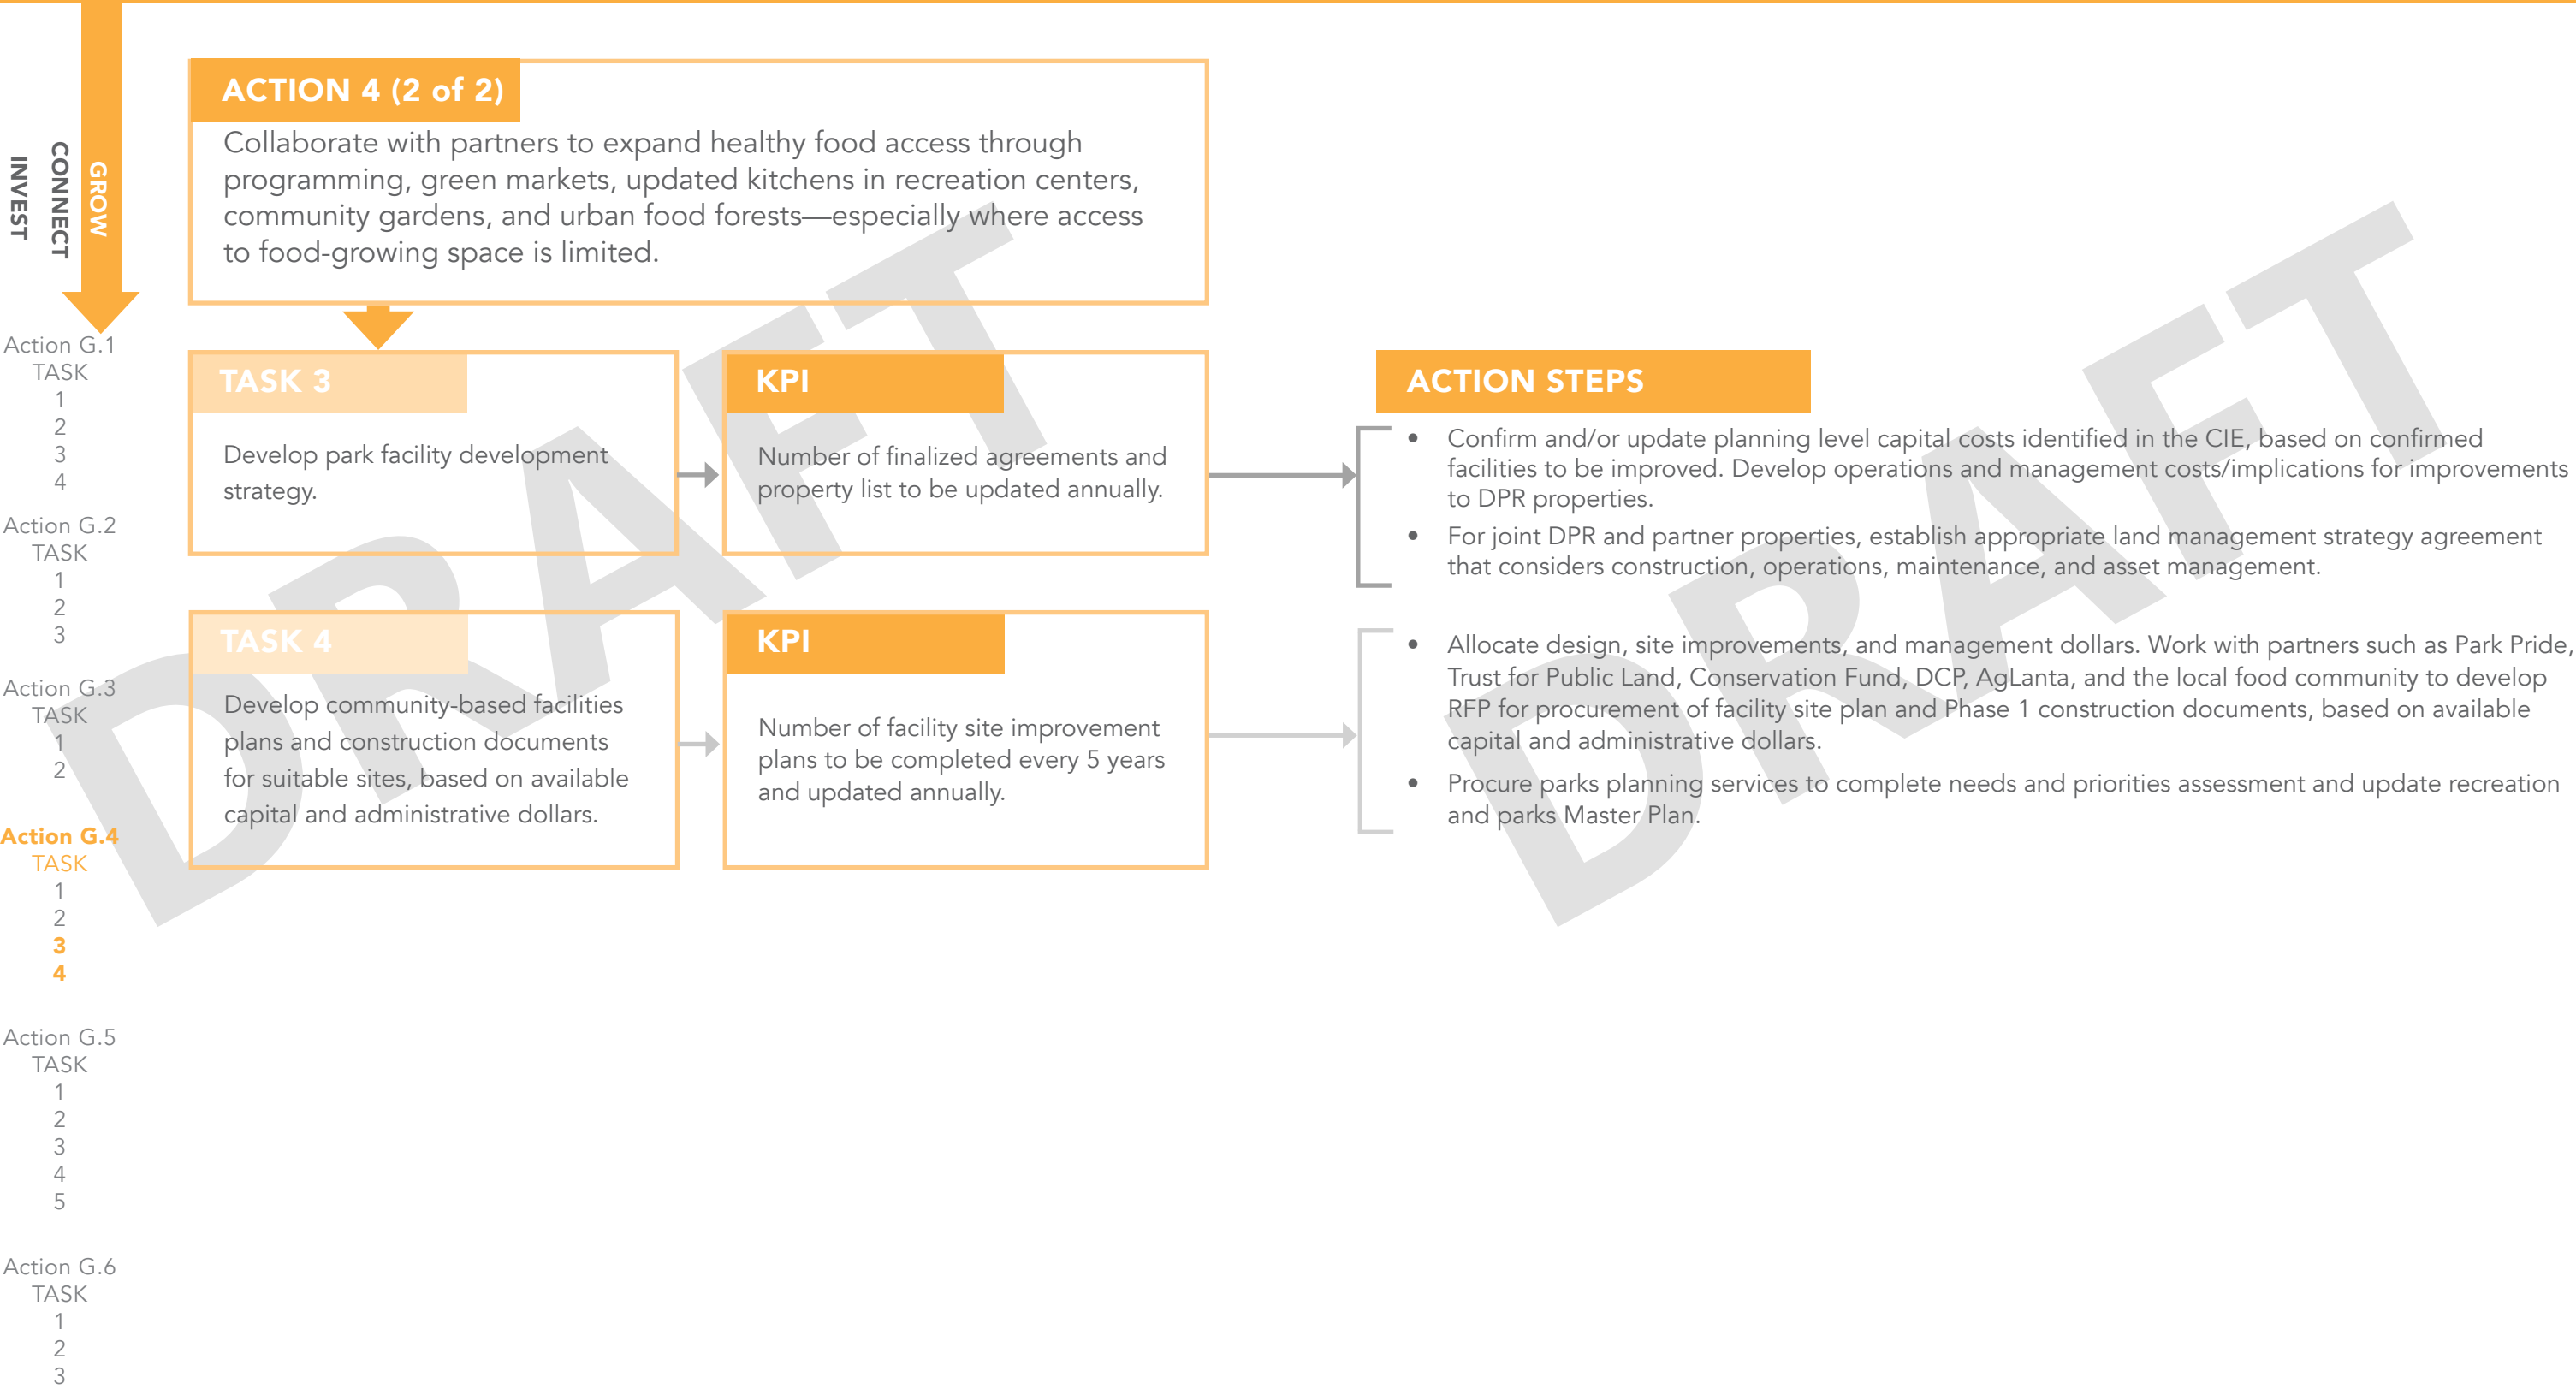 INVEST
CONNECT
GROW
Action G.1
TASK
1
2
3
4
Action G.2
TASK
1
2
3
Action G.3
TASK
1
2
Action G.4
TASK
1
2
3
4
Action G.5
TASK
1
2
3
4
5
Action G.6
TASK
1
2
3
ACTION 4 (2 of 2)
Collaborate with partners to expand healthy food access through
programming, green markets, updated kitchens in recreation centers,
community gardens, and urban food forests—especially where access
to food-growing space is limited.
TASK 3
Develop park facility development
strategy.
KPI
Number of finalized agreements and
property list to be updated annually.
ACTION STEPS
• Confirm and/or update planning level capital costs identified in the CIE, based on confirmed
facilities to be improved. Develop operations and management costs/implications for improvements
to DPR properties.
• For joint DPR and partner properties, establish appropriate land management strategy agreement
that considers construction, operations, maintenance, and asset management.
TASK 4
Develop community-based facilities
plans and construction documents
for suitable sites, based on available
capital and administrative dollars.
KPI
Number of facility site improvement
plans to be completed every 5 years
and updated annually.
• Allocate design, site improvements, and management dollars. Work with partners such as Park Pride,
Trust for Public Land, Conservation Fund, DCP, AgLanta, and the local food community to develop
RFP for procurement of facility site plan and Phase 1 construction documents, based on available
capital and administrative dollars.
• Procure parks planning services to complete needs and priorities assessment and update recreation
and parks Master Plan.
DRAFT
DRAFT